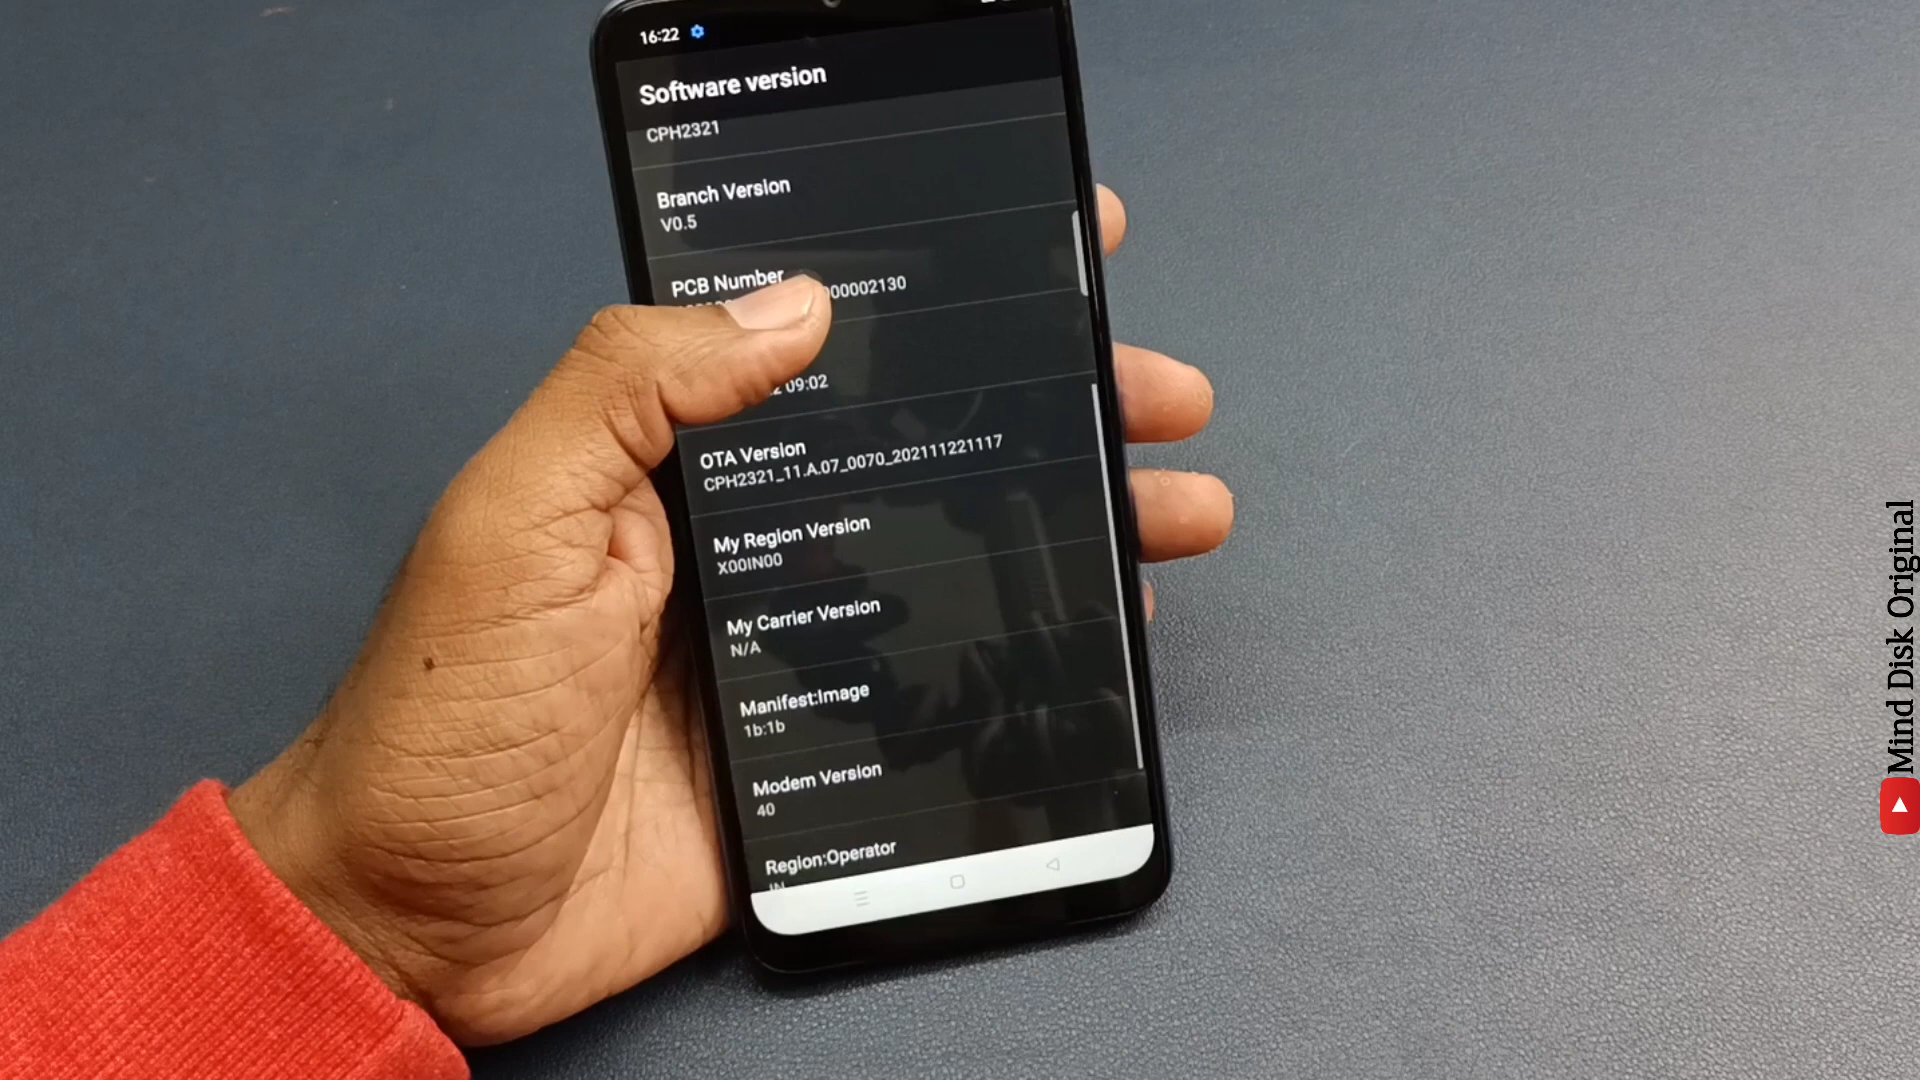 16:22
Software version
CPH2321
Branch Version
V0.5
PCB Number
000002130
09:02
OTA Version
CPH2321_11.A.07_0070_202111221117
My Region Version
X00IN00
My Carrier Version
N/A
Manifest:Image
1b:1b
Modem Version
40
Region:Operator
IN
Mind Disk Original